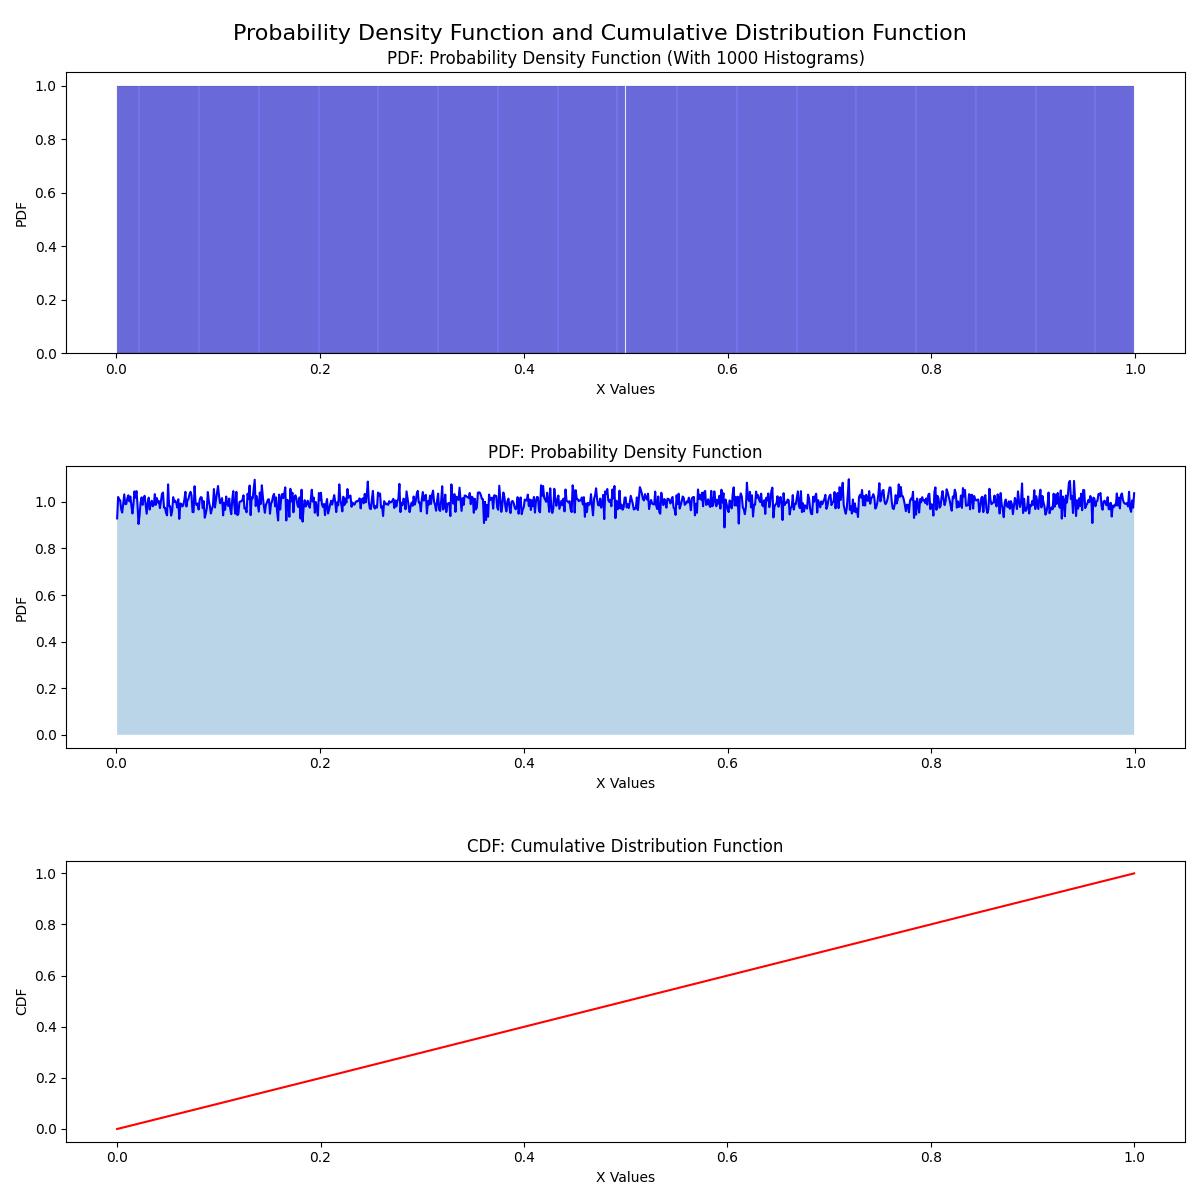 Probability Density Function and Cumulative Distribution Function
PDF: Probability Density Function (With 1000 Histograms)
1.0
0.8
0.6
0.4
0.2
0.0
PDF
0.0 0.2 0.4 0.6 0.8 1.0
X Values
PDF: Probability Density Function
1.0
0.8
0.6
0.4
0.2
0.0
PDF
0.0 0.2 0.4 0.6 0.8 1.0
X Values
CDF: Cumulative Distribution Function
1.0
0.8
0.6
0.4
0.2
0.0
CDF
0.0 0.2 0.4 0.6 0.8 1.0
X Values